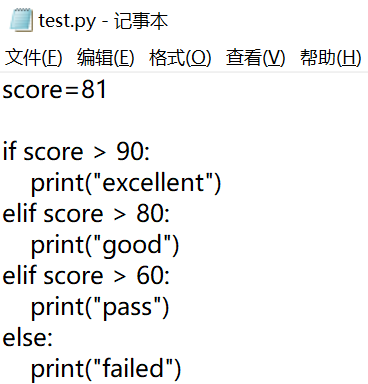 test.py - 记事本
文件(F) 编辑(E) 格式(O) 查看(V) 帮助(H)
score=81
if score > 90:
    print("excellent")
elif score > 80:
    print("good")
elif score > 60:
    print("pass")
else:
    print("failed")